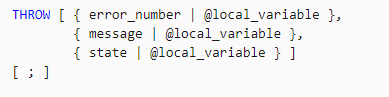 THROW [ { error_number | @local_variable },
{ message | @local_variable },
{ state | @local_variable } ]
[ ; ]